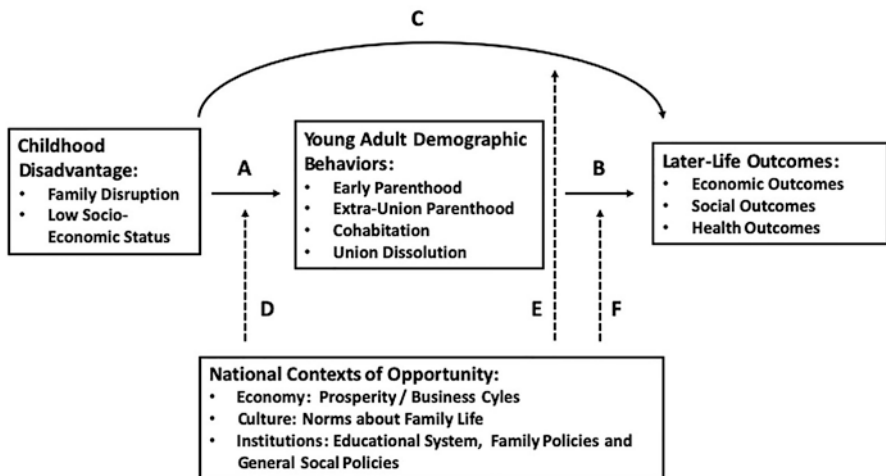 C
Childhood
Disadvantage:
• Family Disruption
• Low Socio-
Economic Status
A
Young Adult Demographic
Behaviors:
• Early Parenthood
• Extra-Union Parenthood
• Cohabitation
• Union Dissolution
B
Later-Life Outcomes:
• Economic Outcomes
• Social Outcomes
• Health Outcomes
D
E
F
National Contexts of Opportunity:
• Economy: Prosperity / Business Cyles
• Culture: Norms about Family Life
• Institutions: Educational System, Family Policies and
General Socal Policies